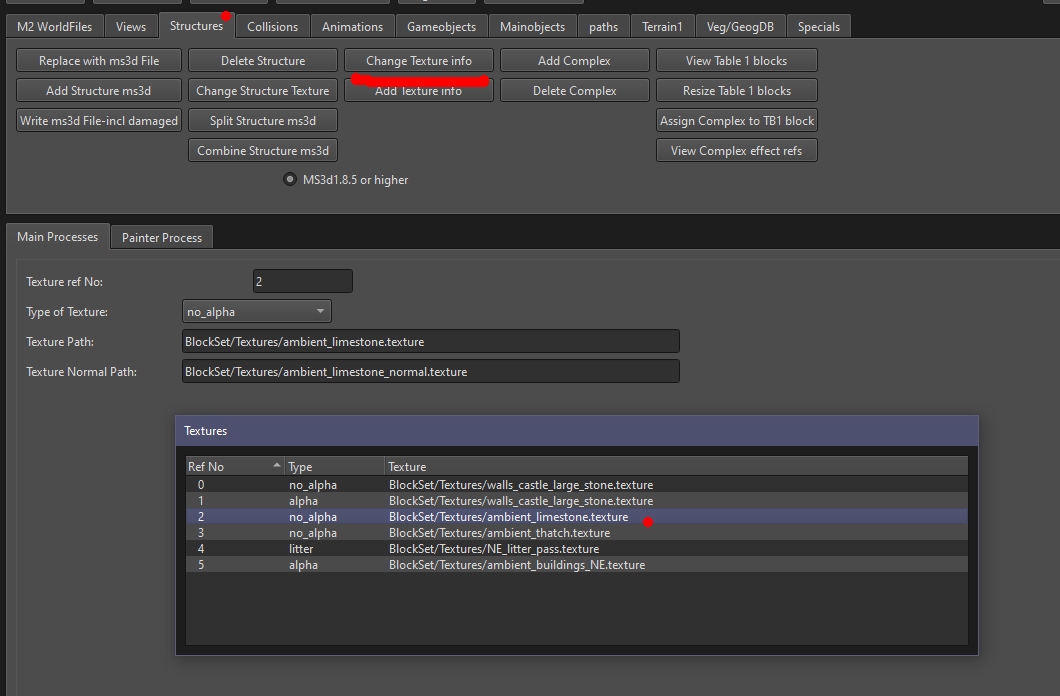 M2 WorldFiles Views Structures Collisions Animations Gameobjects Mainobjects paths Terrain1 Veg/GeogDB Specials
Replace with ms3d File Delete Structure Change Texture info Add Complex View Table 1 blocks
Add Structure ms3d Change Structure Texture Add Texture info Delete Complex Resize Table 1 blocks
Write ms3d File-incl damaged Split Structure ms3d Assign Complex to TB1 block
Combine Structure ms3d View Complex effect refs
MS3d1.8.5 or higher
Main Processes Painter Process
Texture ref No: 2
Type of Texture: no_alpha
Texture Path: BlockSet/Textures/ambient_limestone.texture
Texture Normal Path: BlockSet/Textures/ambient_limestone_normal.texture
Textures
Ref No Type Texture
0 no_alpha BlockSet/Textures/walls_castle_large_stone.texture
1 alpha BlockSet/Textures/walls_castle_large_stone.texture
2 no_alpha BlockSet/Textures/ambient_limestone.texture
3 no_alpha BlockSet/Textures/ambient_thatch.texture
4 litter BlockSet/Textures/NE_litter_pass.texture
5 alpha BlockSet/Textures/ambient_buildings_NE.texture